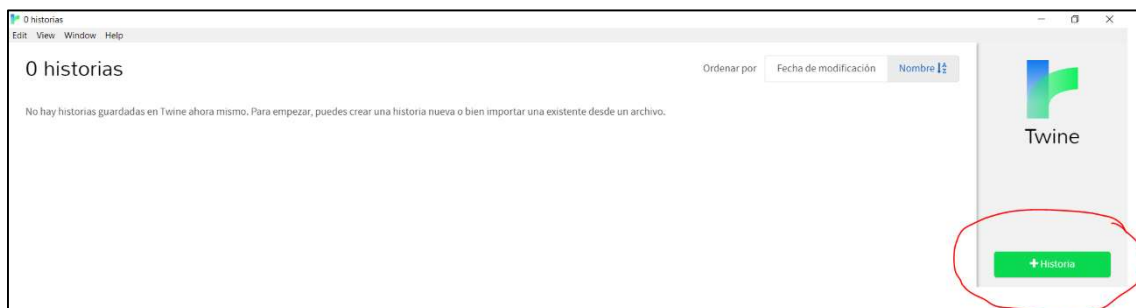 0 historias
Edit View Window Help
0 historias
Ordenar por Fecha de modificación Nombre
No hay historias guardadas en Twine ahora mismo. Para empezar, puedes crear una historia nueva o bien importar una existente desde un archivo.
Twine
+ Historia